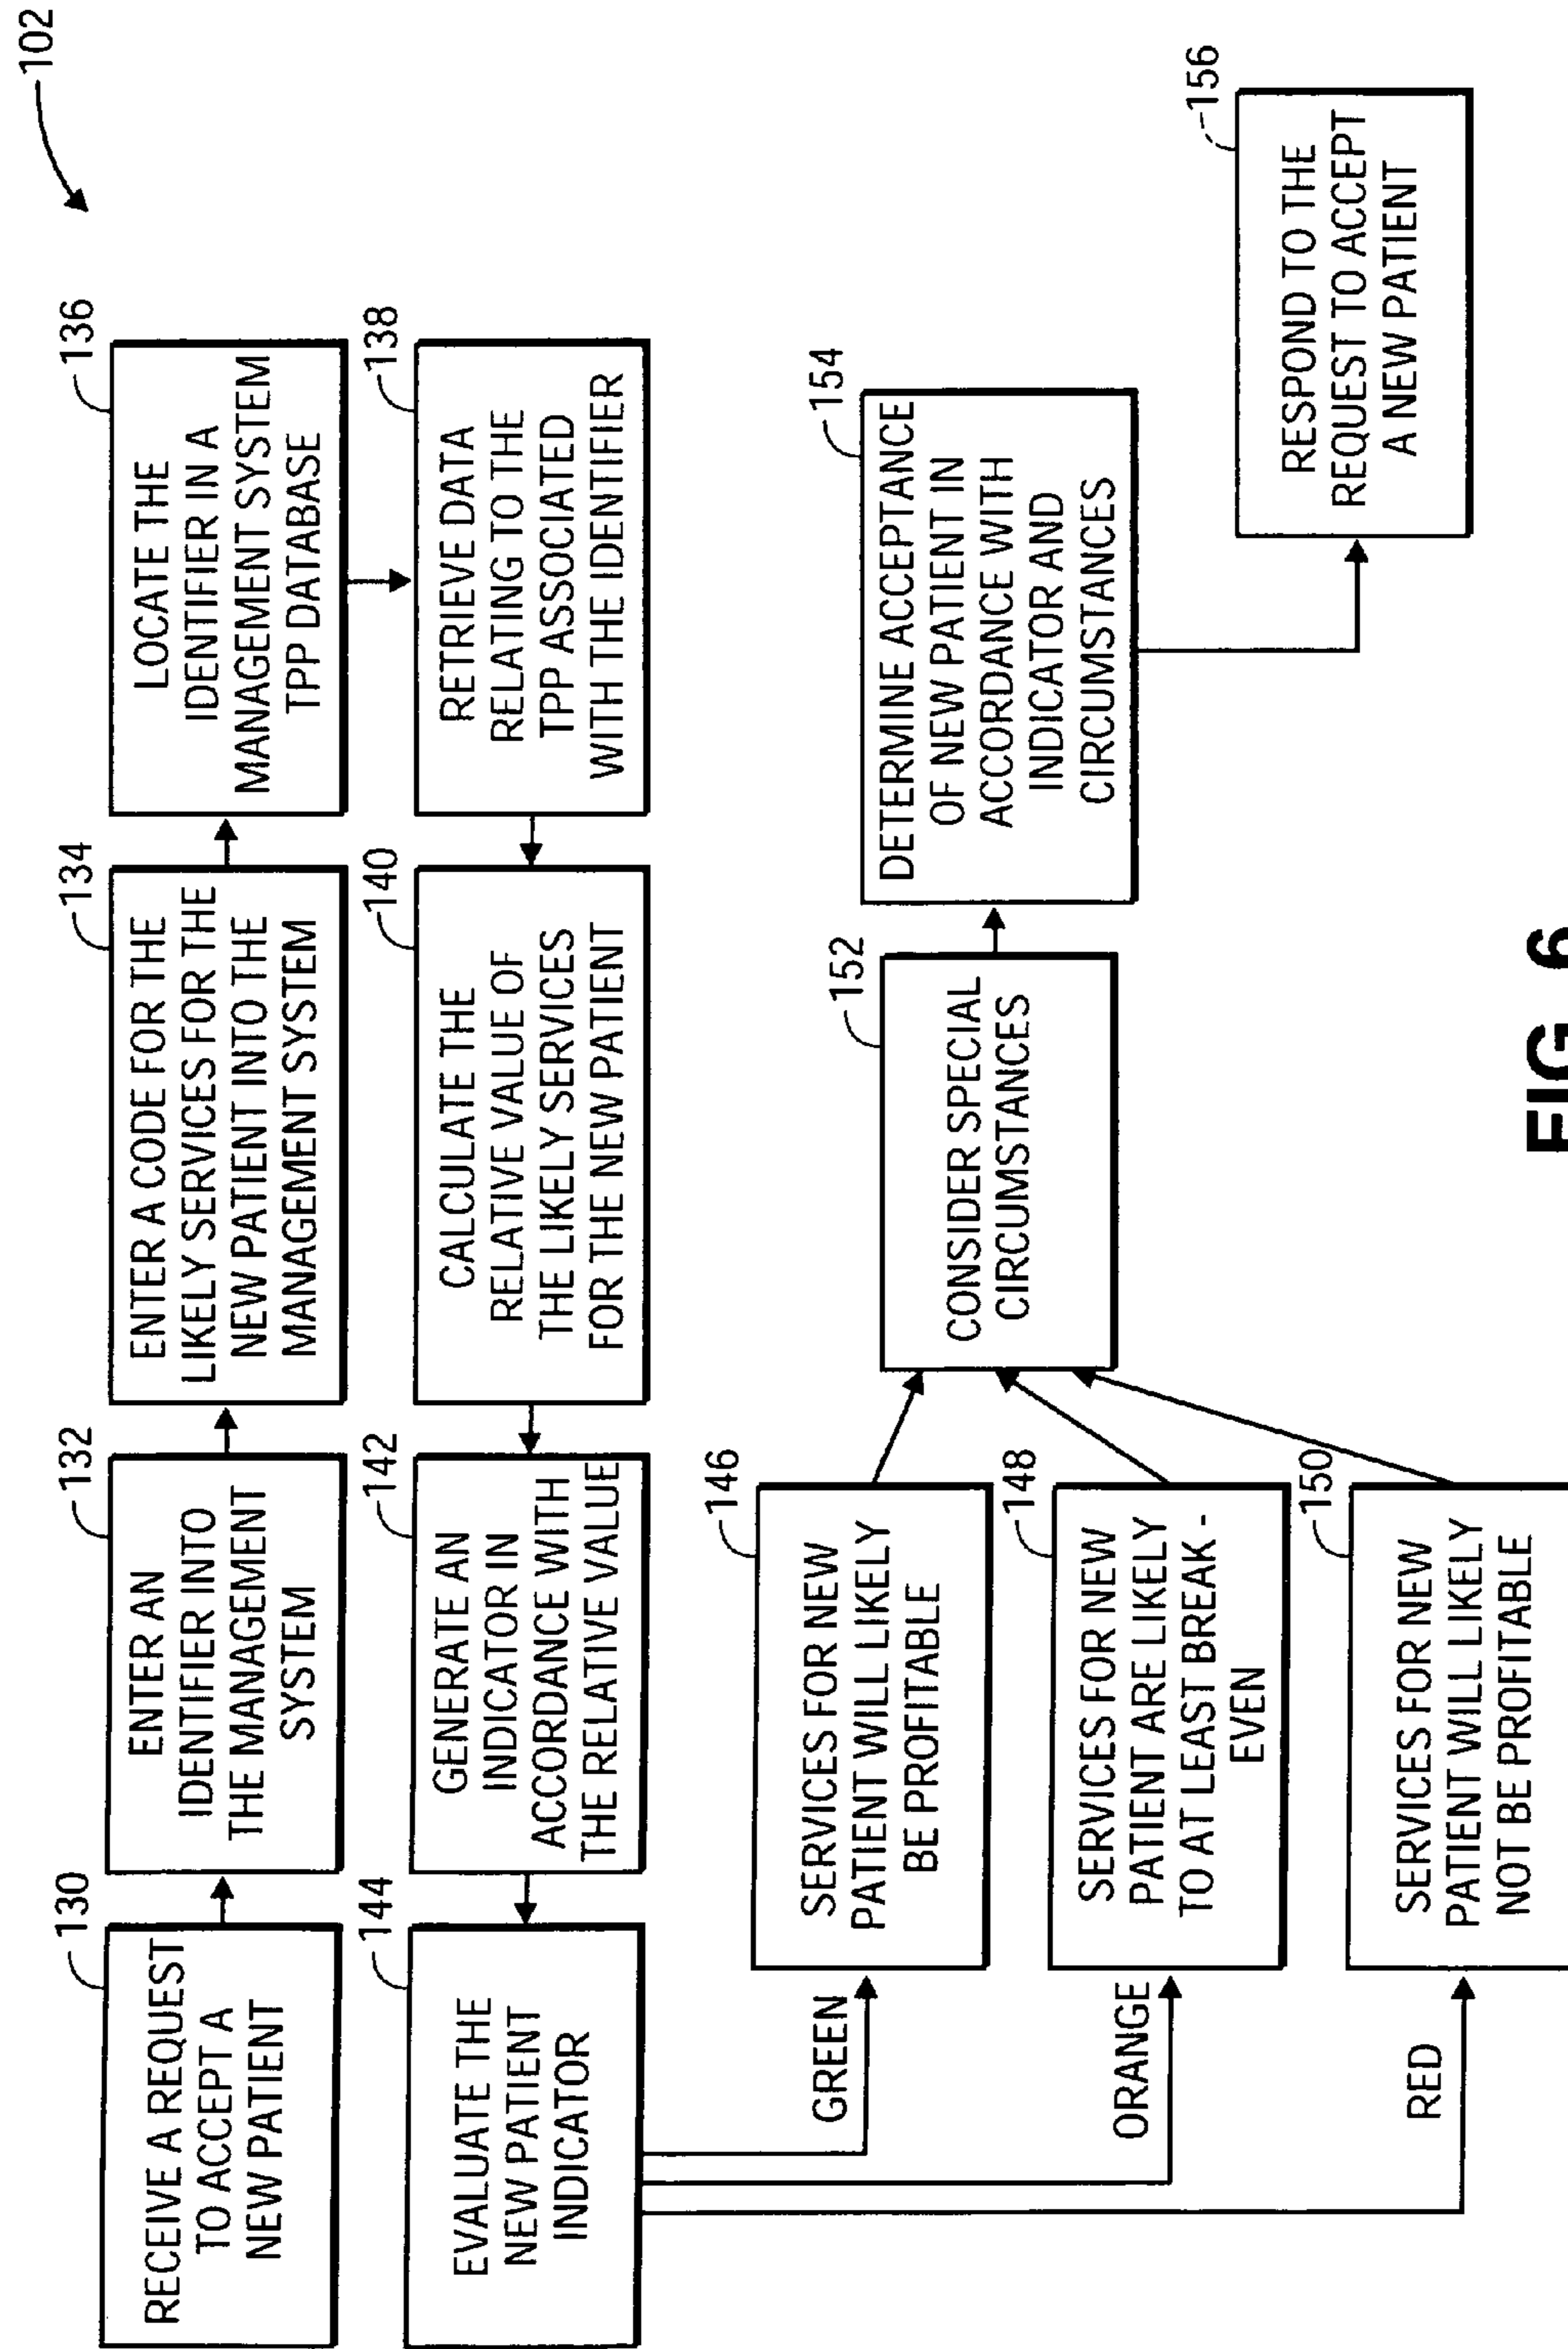 102
130
RECEIVE A REQUEST
TO ACCEPT A
NEW PATIENT
132
ENTER AN
IDENTIFIER INTO
THE MANAGEMENT
SYSTEM
134
ENTER A CODE FOR THE
LIKELY SERVICES FOR THE
NEW PATIENT INTO THE
MANAGEMENT SYSTEM
136
LOCATE THE
IDENTIFIER IN A
MANAGEMENT SYSTEM
TPP DATABASE
138
RETRIEVE DATA
RELATING TO THE
TPP ASSOCIATED
WITH THE IDENTIFIER
140
CALCULATE THE
RELATIVE VALUE OF
THE LIKELY SERVICES
FOR THE NEW PATIENT
142
GENERATE AN
INDICATOR IN
ACCORDANCE WITH
THE RELATIVE VALUE
144
EVALUATE THE
NEW PATIENT
INDICATOR
GREEN
146
SERVICES FOR NEW
PATIENT WILL LIKELY
BE PROFITABLE
ORANGE
148
SERVICES FOR NEW
PATIENT ARE LIKELY
TO AT LEAST BREAK-
EVEN
RED
150
SERVICES FOR NEW
PATIENT WILL LIKELY
NOT BE PROFITABLE
152
CONSIDER SPECIAL
CIRCUMSTANCES
154
DETERMINE ACCEPTANCE
OF NEW PATIENT IN
ACCORDANCE WITH
INDICATOR AND
CIRCUMSTANCES
156
RESPOND TO THE
REQUEST TO ACCEPT
A NEW PATIENT
FIG 6